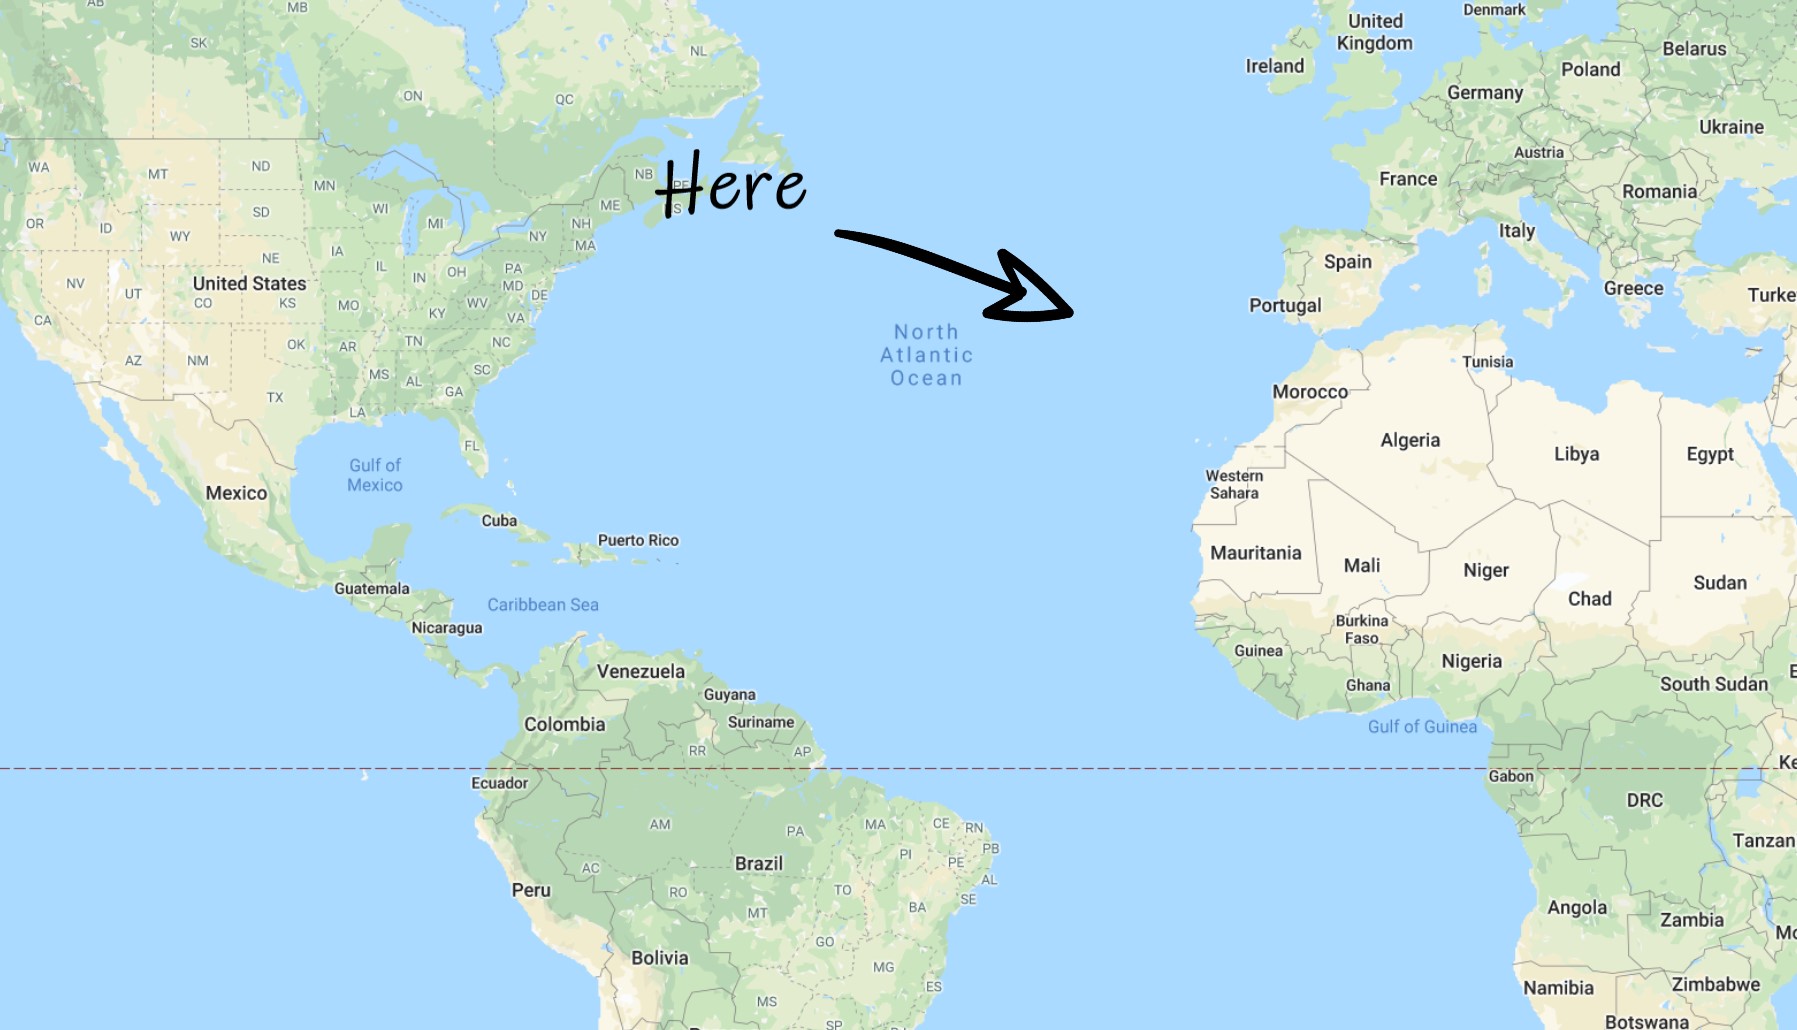 AB
MB
Denmark
United
Kingdom
SK
NL
Belarus
Ireland
Poland
ON
QC
Germany
Ukraine
Austria
WA
MT
ND
MN
NB
PE
Here
France
Romania
OR
ID
WY
SD
WI
MI
ME
NS
NH
NY
MA
Italy
NV
UT
United States
CO
NE
KS
IA
IL
IN
OH
PA
MD
DE
Spain
Greece
Turke
CA
MO
KY
WV
VA
Portugal
North
Atlantic
Ocean
AZ
NM
OK
AR
TN
NC
SC
MS
AL
GA
Tunisia
TX
LA
Morocco
FL
Algeria
Libya
Egypt
Gulf of
Mexico
Mexico
Western
Sahara
Cuba
Puerto Rico
Mauritania
Mali
Niger
Chad
Sudan
Guatemala
Caribbean Sea
Nicaragua
Burkina
Faso
Guinea
Nigeria
Venezuela
Guyana
Ghana
South Sudan
E
Colombia
Suriname
Gulf of Guinea
RR
AP
Ecuador
Gabon
Ke
DRC
AM
PA
MA
CE
RN
Tanzan
PB
PI
PE
Brazil
AC
AL
Peru
RO
TO
SE
MT
BA
Angola
Zambia
Mo
GO
Bolivia
MG
ES
Namibia
Zimbabwe
MS
SP
Botswana